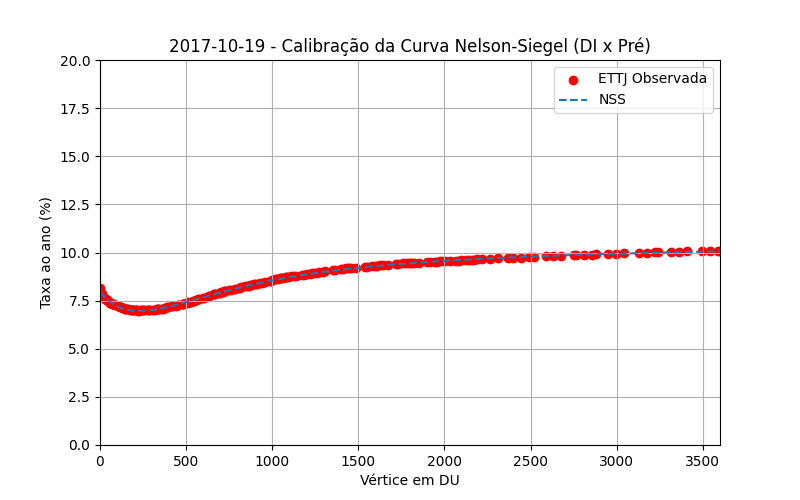 2017-10-19 - Calibração da Curva Nelson-Siegel (DI x Pré)
ETTJ Observada
NSS
Taxa ao ano (%)
20.0
17.5
15.0
12.5
10.0
7.5
5.0
2.5
0.0
0 500 1000 1500 2000 2500 3000 3500
Vértice em DU